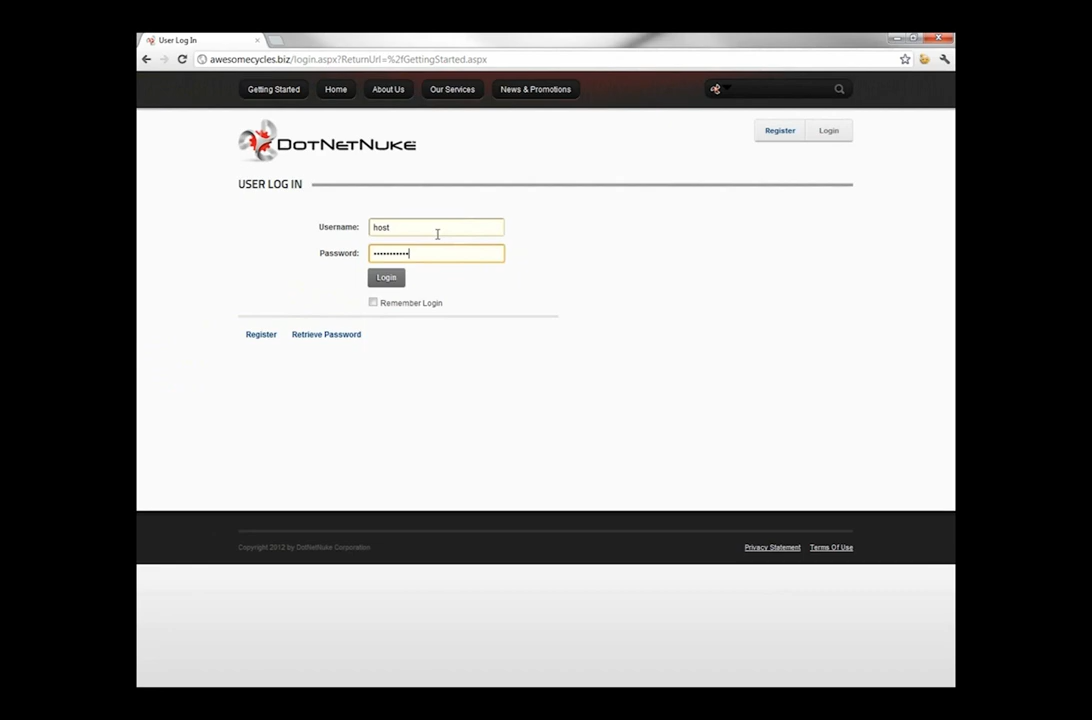 User Log In
awesomecycles.biz/login.aspx?ReturnUrl=%2fGettingStarted.aspx
Getting Started Home About Us Our Services News & Promotions
DOTNETNUKE
Register Login
USER LOG IN
Username: host
Password: •••••••••••
Login
Remember Login
Register Retrieve Password
Copyright 2012 by DotNetNuke Corporation
Privacy Statement Terms Of Use